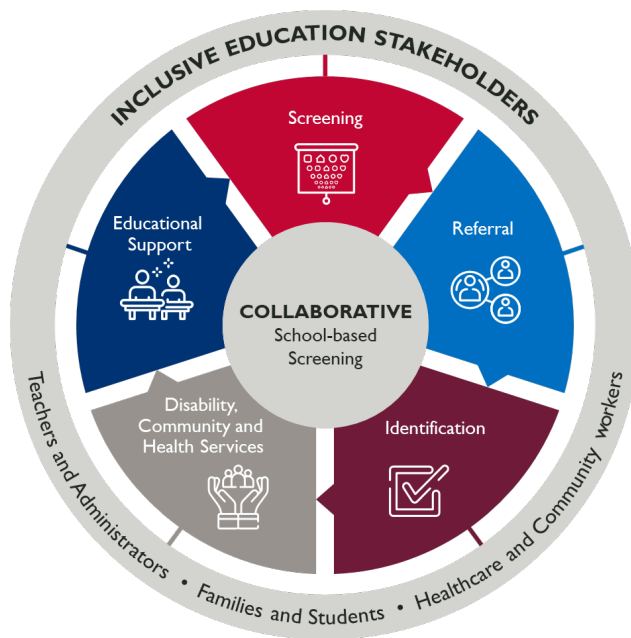 INCLUSIVE EDUCATION STAKEHOLDERS
Screening
Referral
Identification
Disability,
Community and
Health Services
Educational
Support
COLLABORATIVE
School-based
Screening
Teachers and Administrators • Families and Students • Healthcare and Community workers